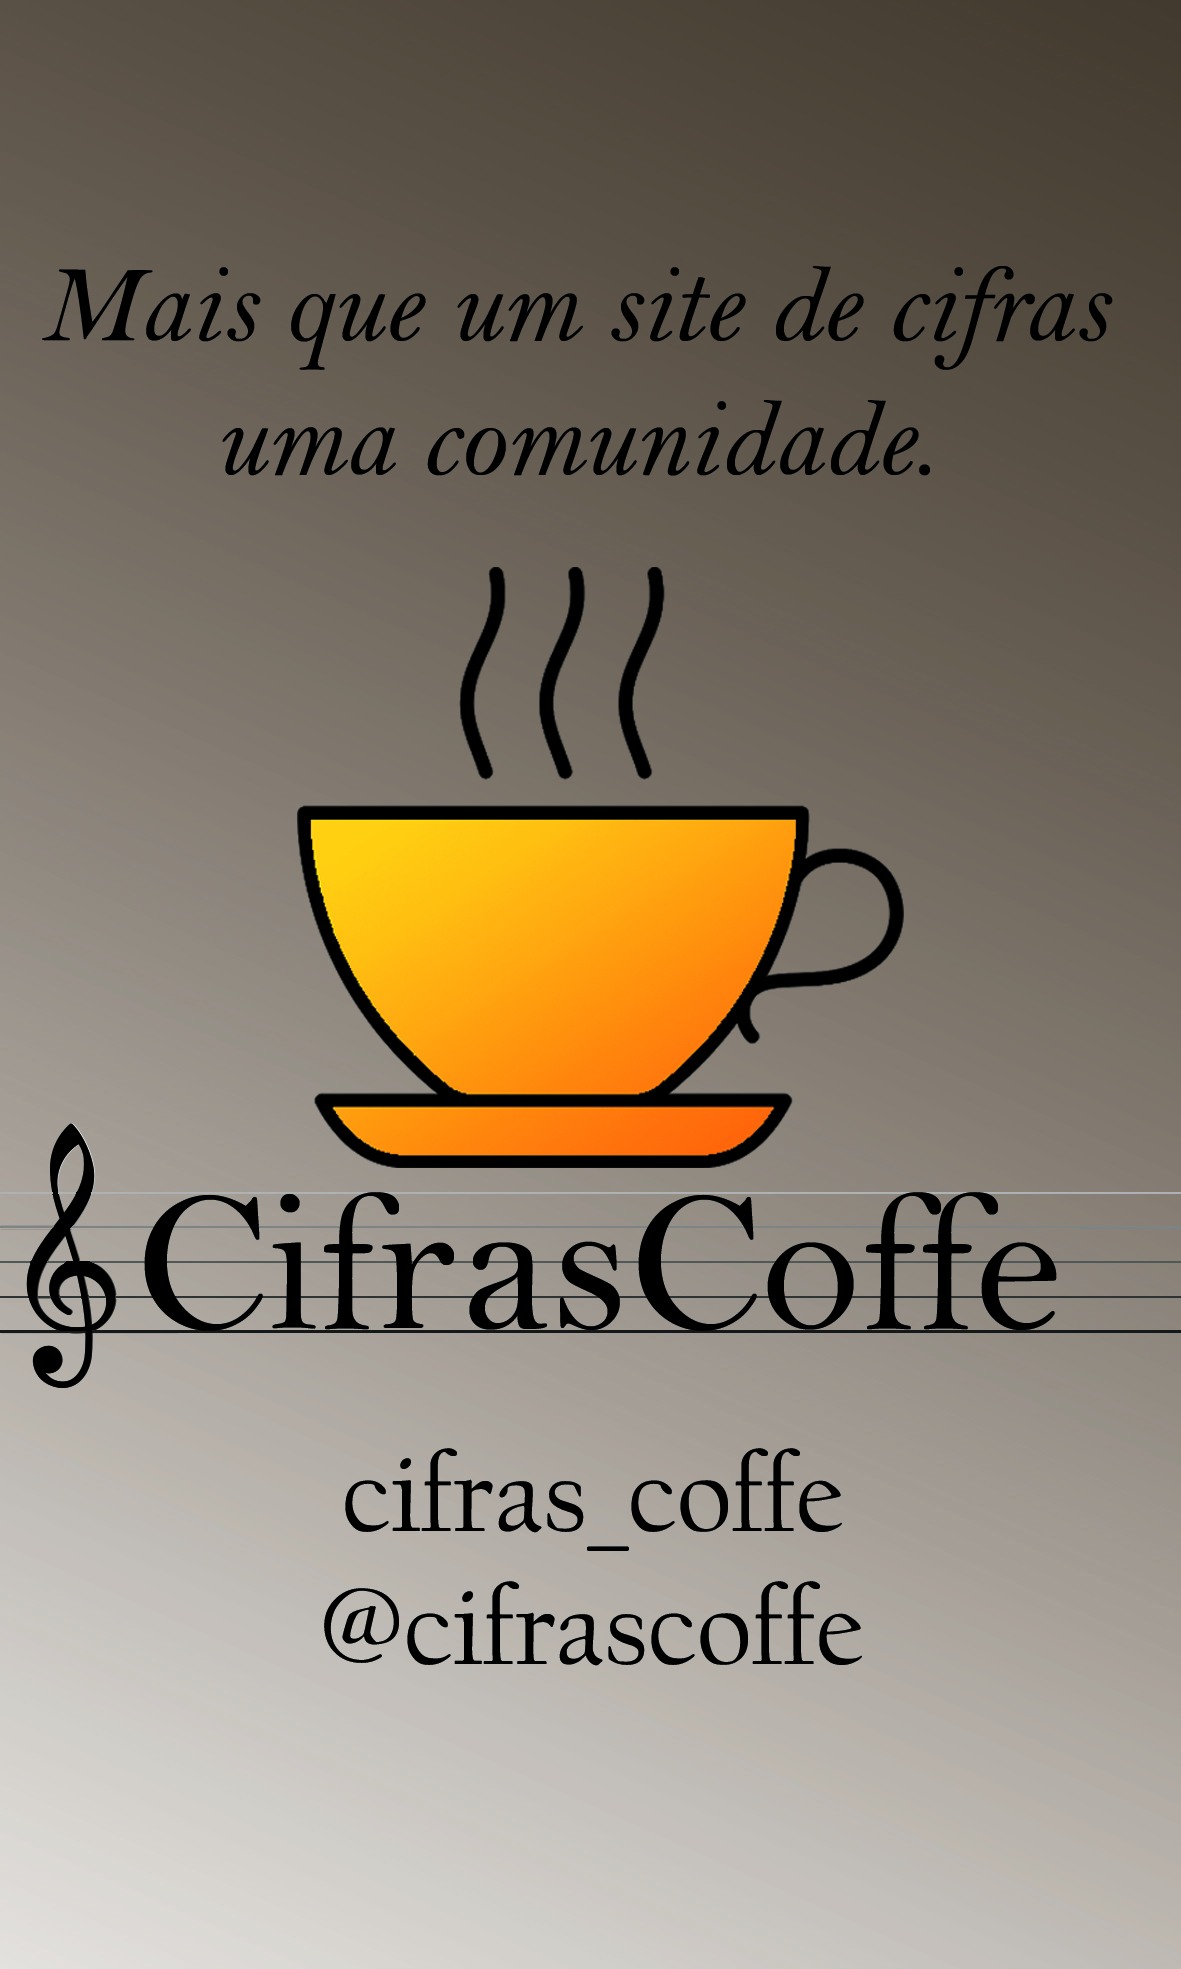 Mais que um site de cifras
uma comunidade.
CifrasCoffe
cifras_coffe
@cifrascoffe